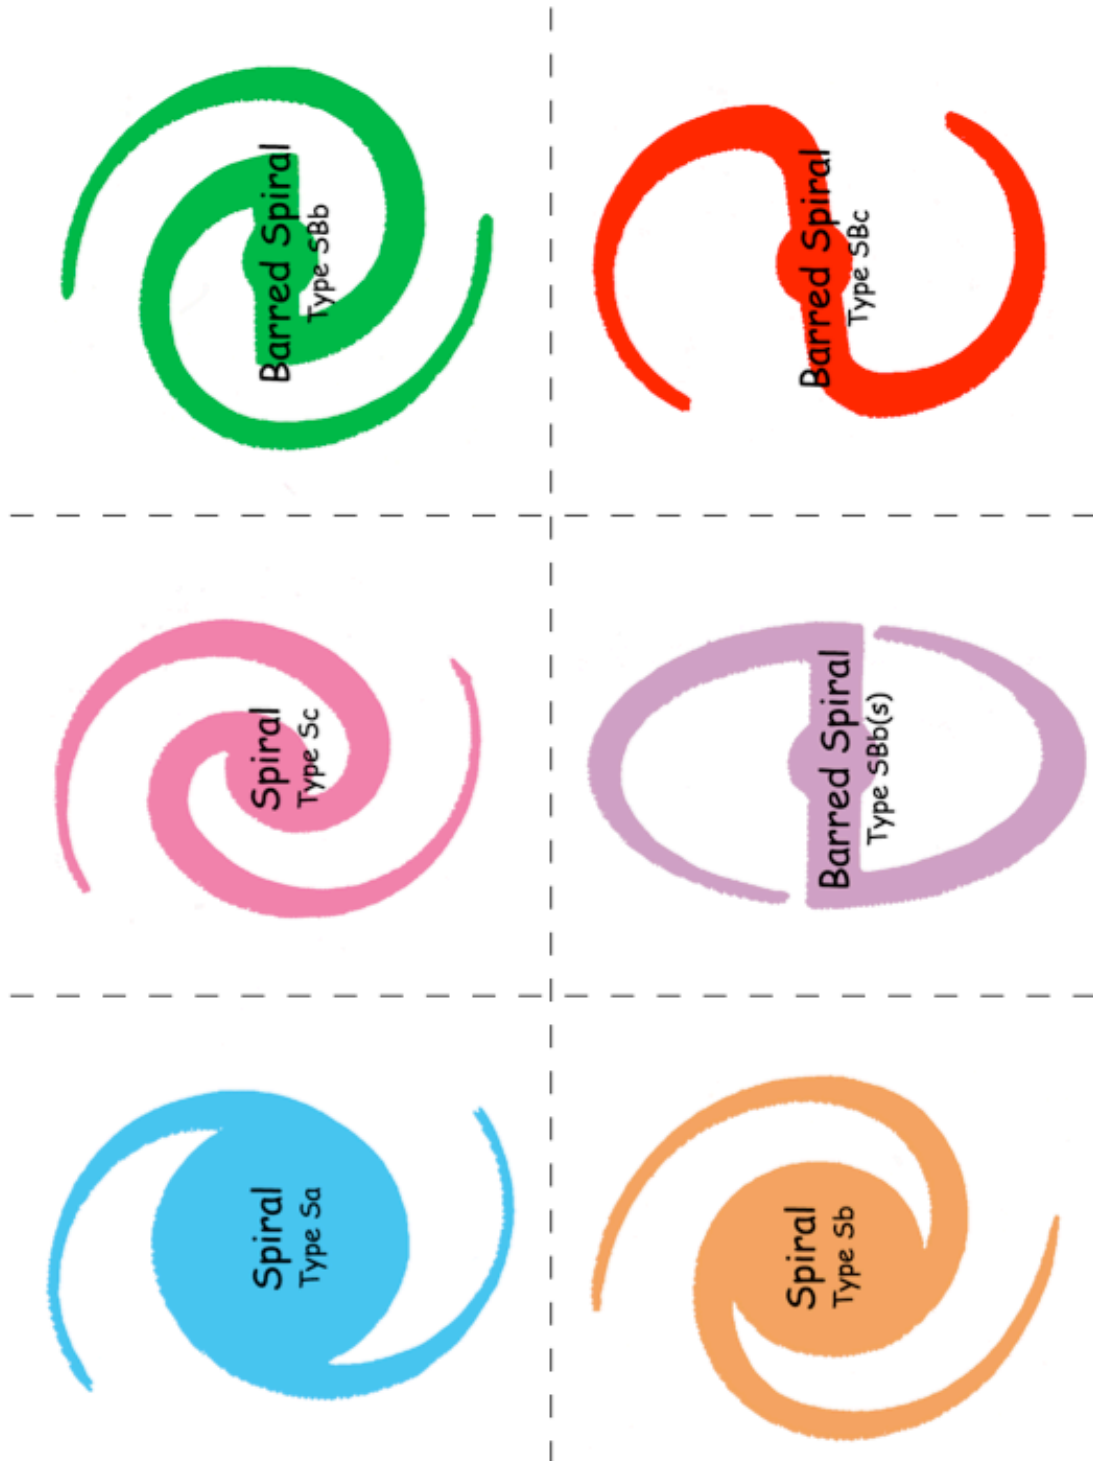 Barred Spiral
Type SBb
Barred Spiral
Type SBc
Spiral
Type Sc
Barred Spiral
Type SBb(s)
Spiral
Type Sa
Spiral
Type Sb